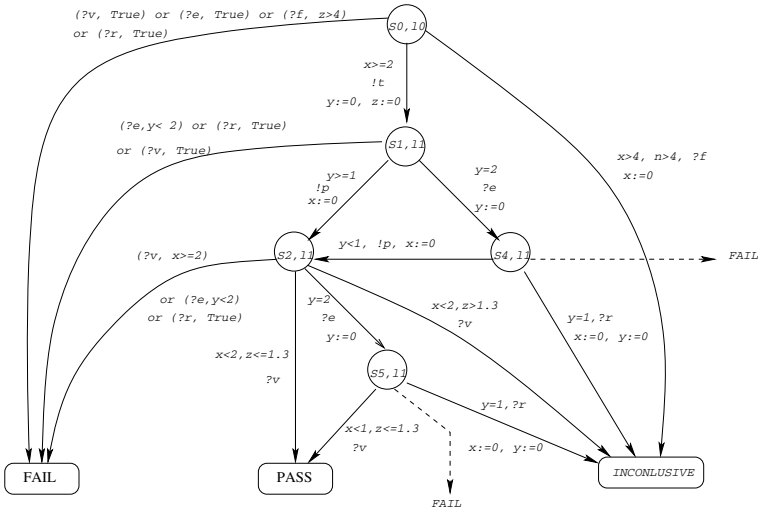 (?v, True) or (?e, True) or (?f, z>4)
or (?r, True)
S0,l0
x>=2
!t
y:=0, z:=0
(?e,y< 2) or (?r, True)
or (?v, True)
S1,l1
y>=1
!p
x:=0
y=2
?e
y:=0
x>4, n>4, ?f
x:=0
(?v, x>=2)
S2,l1
y<1, !p, x:=0
S4,l1
FAIL
or (?e,y<2)
or (?r, True)
y=2
?e
y:=0
x<2,z>1.3
?v
y=1,?r
x:=0, y:=0
x<2,z<=1.3
?v
S5,l1
y=1,?r
x<1,z<=1.3
?v
x:=0, y:=0
FAIL
PASS
INCONLUSIVE
FAIL